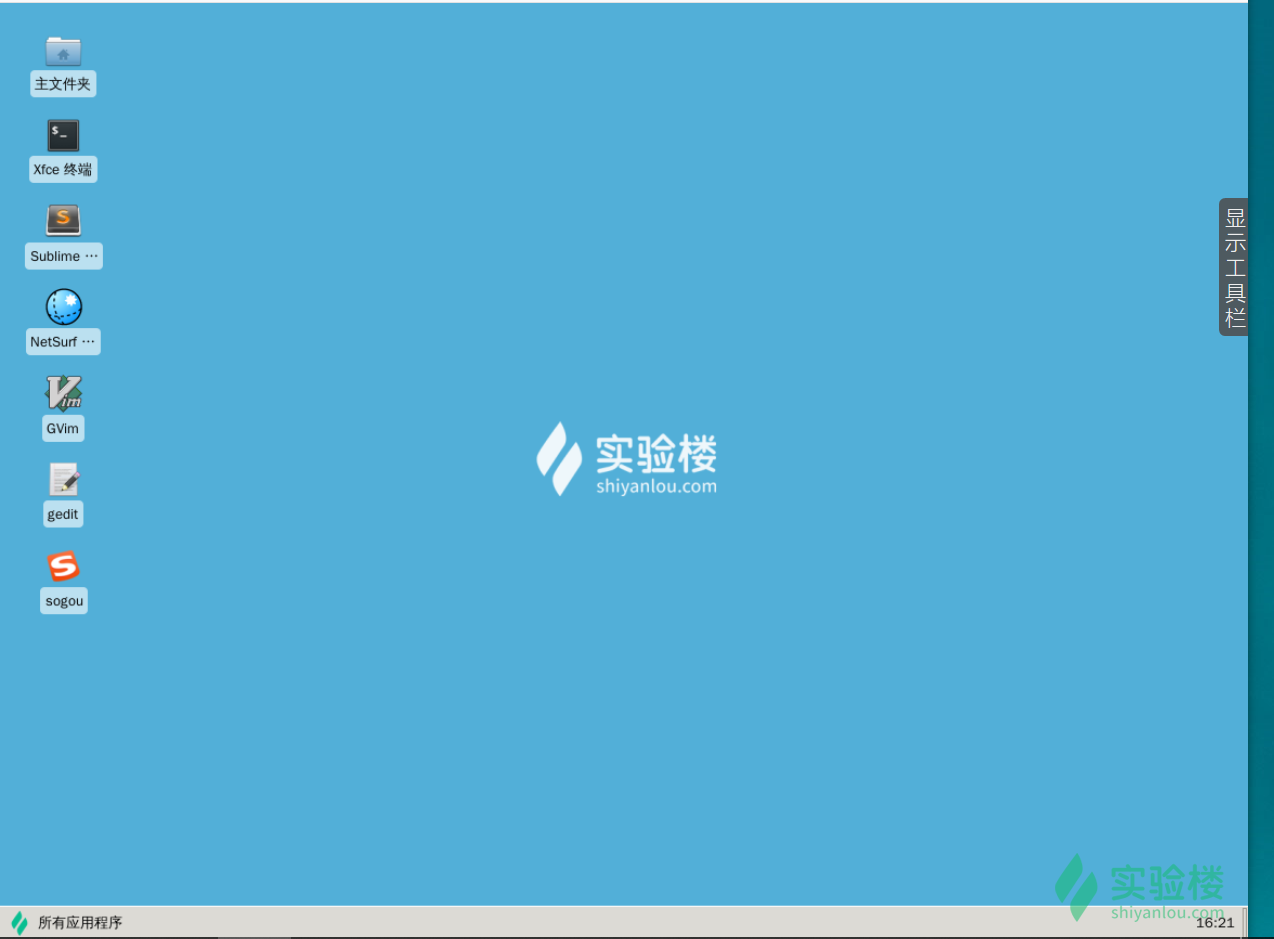 主文件夹
$_
Xfce 终端
S
Sublime ···
NetSurf ···
Vim
GVim
gedit
S
sogou
显示工具栏
实验楼
shiyanlou.com
实验楼
shiyanlou.com
所有应用程序
16:21